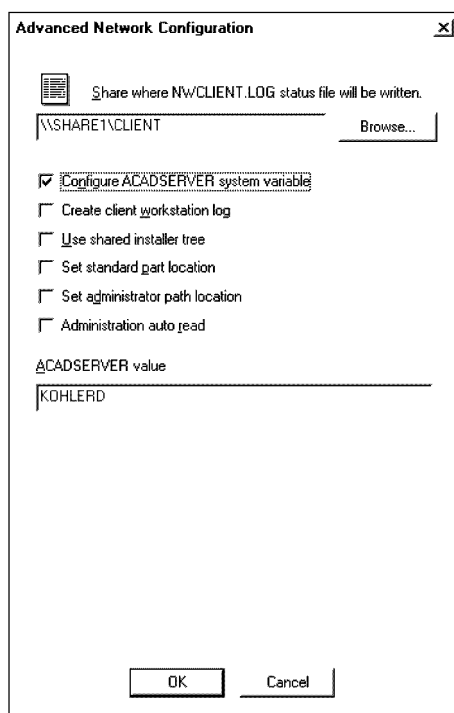 Advanced Network Configuration
Share where NWCLIENT.LOG status file will be written.
\\SHARE1\CLIENT
Browse...
Configure ACADSERVER system variable
Create client workstation log
Use shared installer tree
Set standard part location
Set administrator path location
Administration auto read
ACADSERVER value
KOHLERD
OK
Cancel